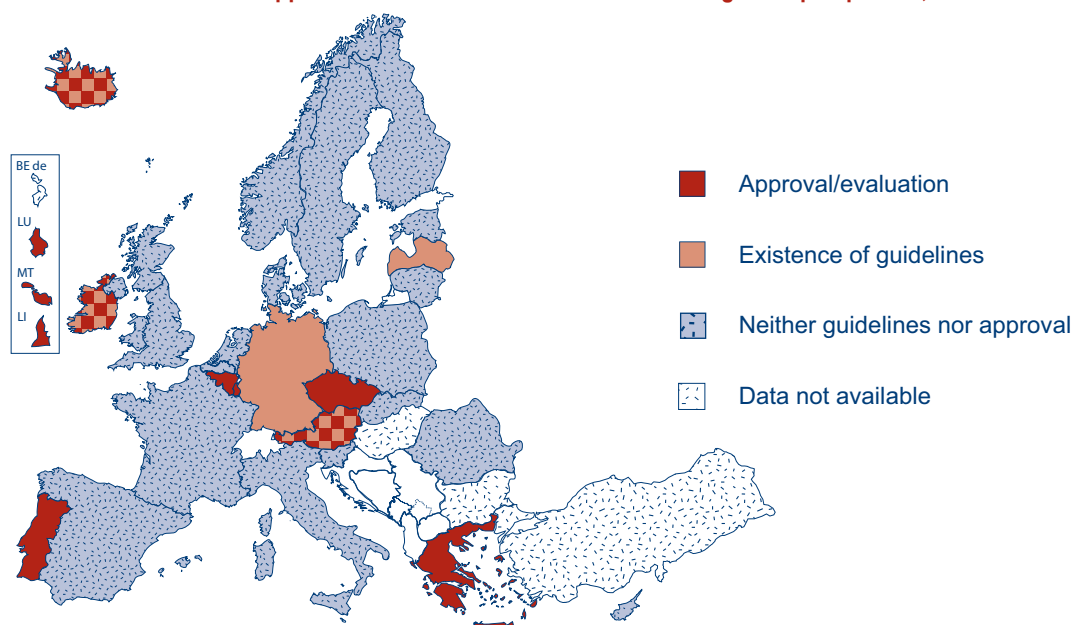 BE de
LU
MT
LI
Approval/evaluation
Existence of guidelines
Neither guidelines nor approval
Data not available